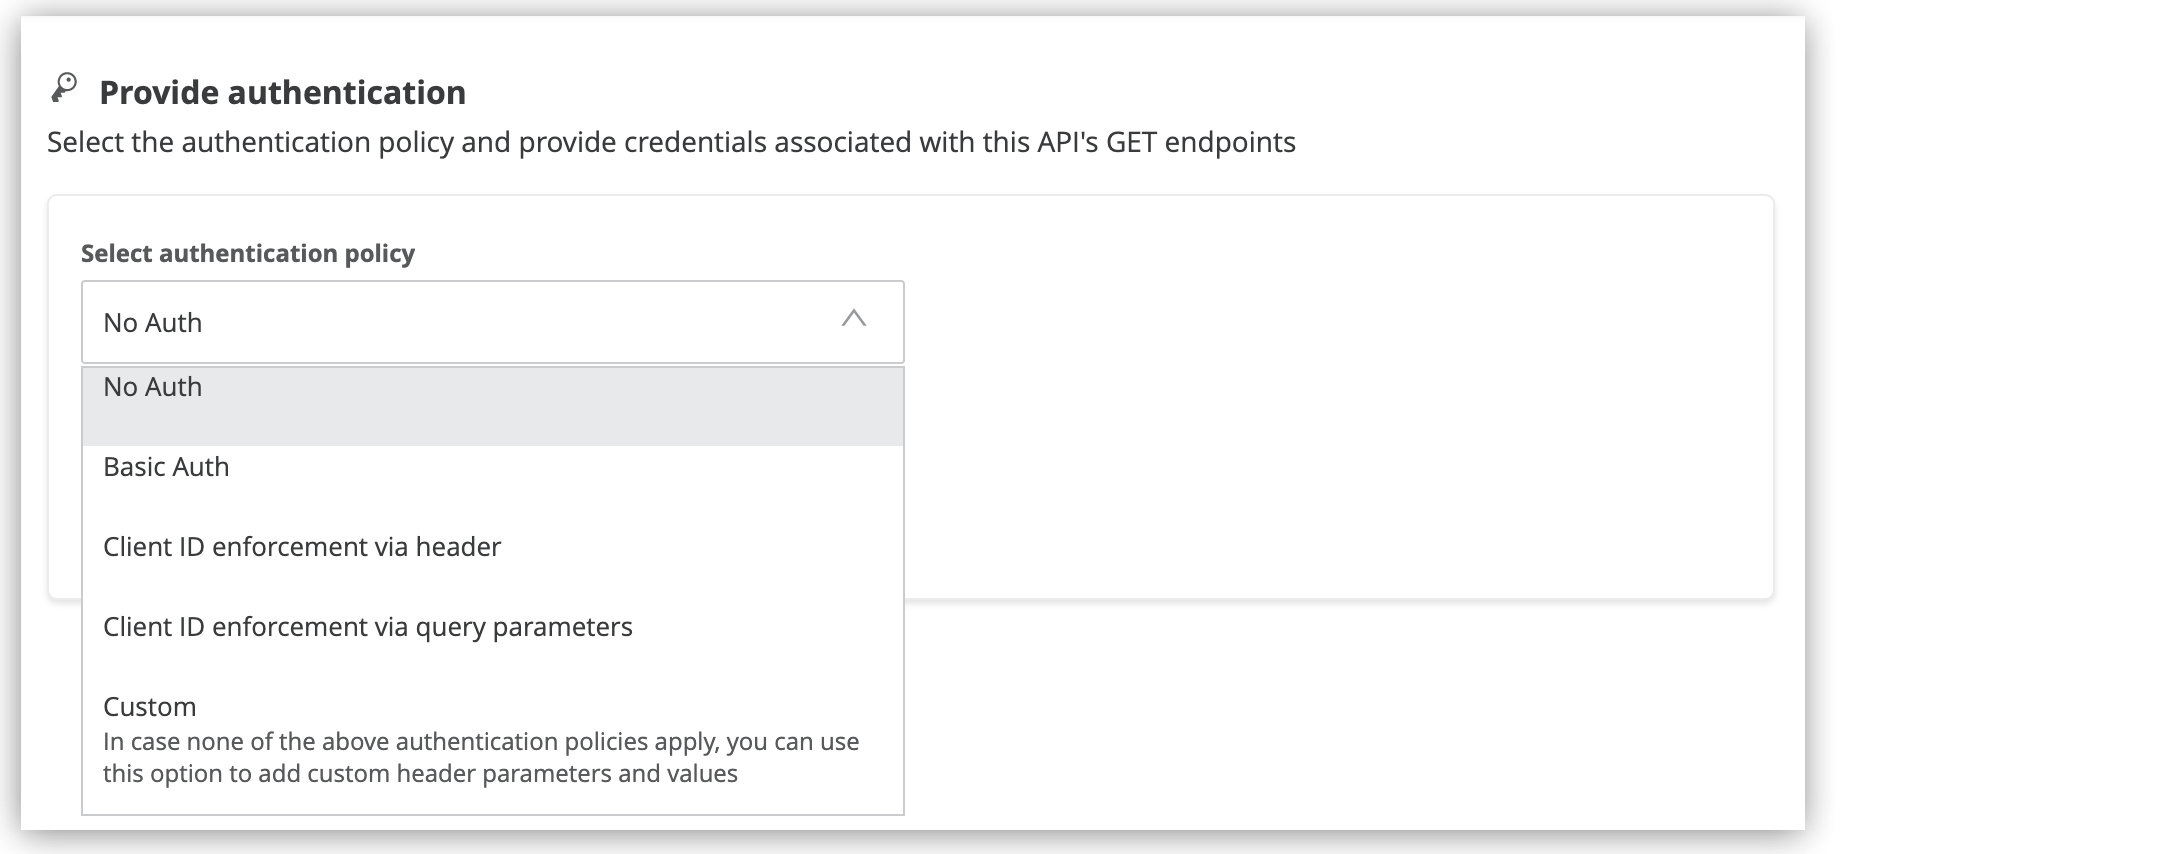 Provide authentication
Select the authentication policy and provide credentials associated with this API's GET endpoints
Select authentication policy
No Auth
No Auth
Basic Auth
Client ID enforcement via header
Client ID enforcement via query parameters
Custom
In case none of the above authentication policies apply, you can use
this option to add custom header parameters and values